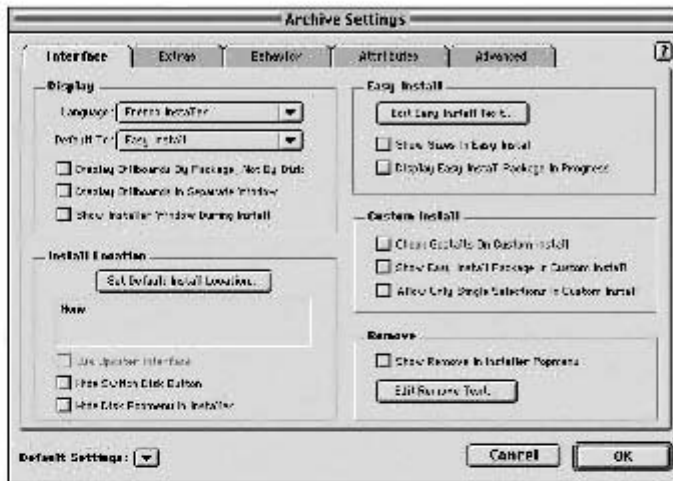 Archive Settings
Interface
Extras
Behavior
Attributes
Advanced
?
Display
Language: French Installer
Default To: Easy Install
Display Billboards By Package, Not By Disk
Display Billboards In Separate Window
Show Installer Window During Install
Install Location
Set Default Install Location...
None
Use Updater Interface
Hide Switch Disk Button
Hide Disk Popmenu in Installer
Easy Install
Edit Easy Install Text...
Show Sizes In Easy Install
Display Easy Install Package In Progress
Custom Install
Check Gestalts On Custom Install
Show Easy Install Package in Custom Install
Allow Only Single Selections In Custom Install
Remove
Show Remove in Installer Popmenu
Edit Remove Text...
Default Settings:
Cancel
OK